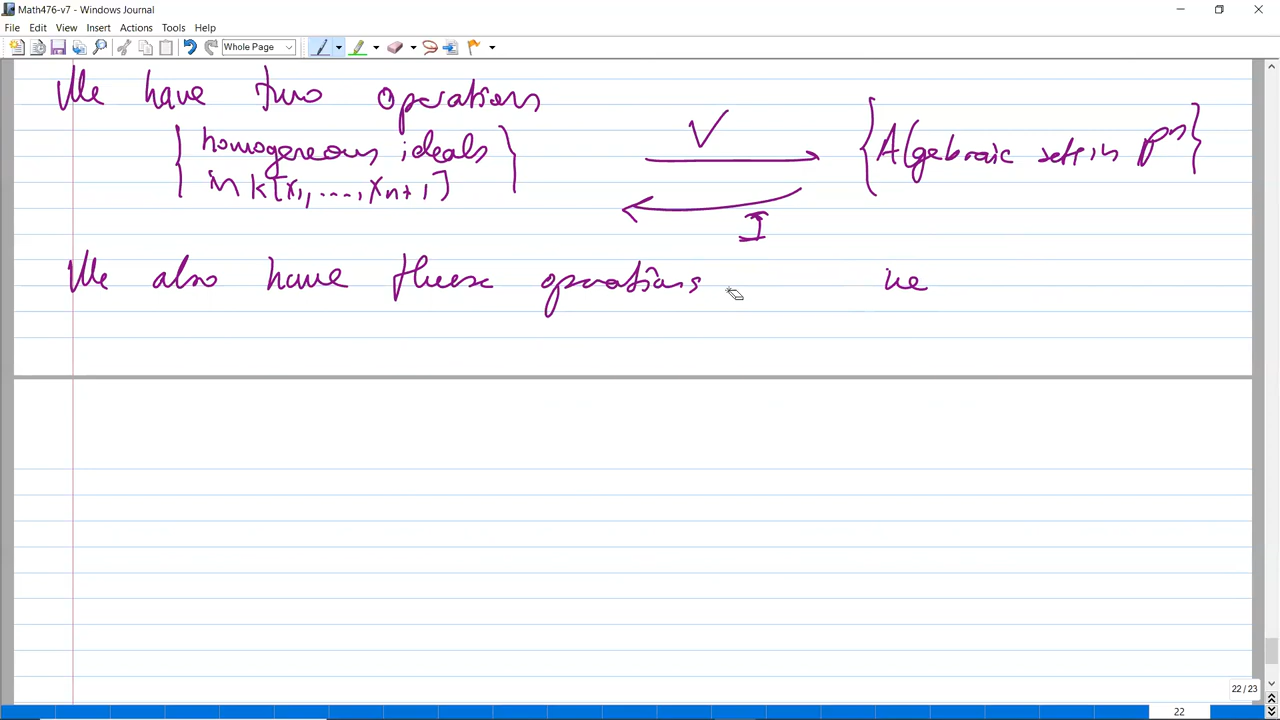 Math476-v7 - Windows Journal
File Edit View Insert Actions Tools Help
Whole Page
We have two operations
{ homogeneous ideals in k[x1, ...., xn+1] } V { Algebraic sets in P^n }
I
We also have these operations
22 / 23
22